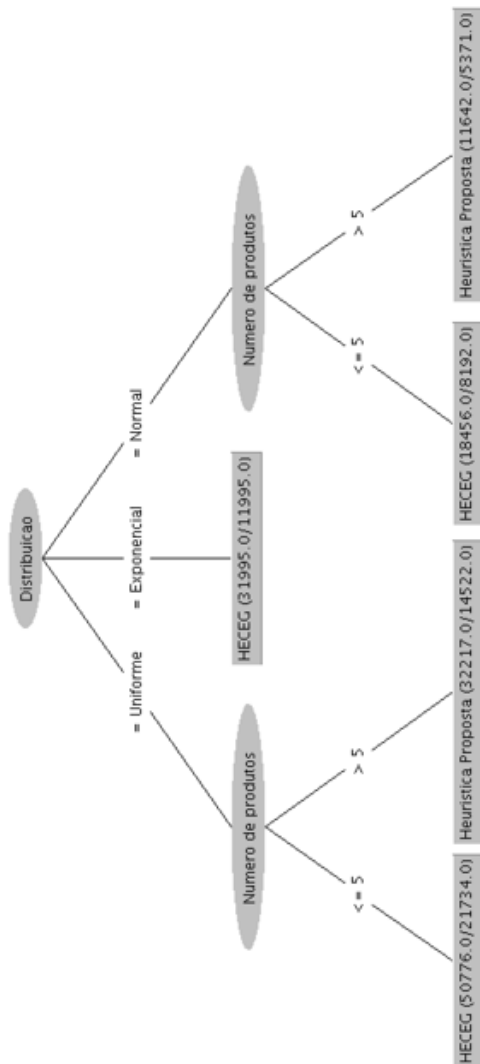 Distribuicao
= Uniforme
= Exponencial
= Normal
Numero de produtos
HECEG (31995.0/11995.0)
Numero de produtos
<= 5
> 5
<= 5
> 5
HECEG (50776.0/21734.0)
Heuristica Proposta (32217.0/14522.0)
HECEG (18456.0/8192.0)
Heuristica Proposta (11642.0/5371.0)